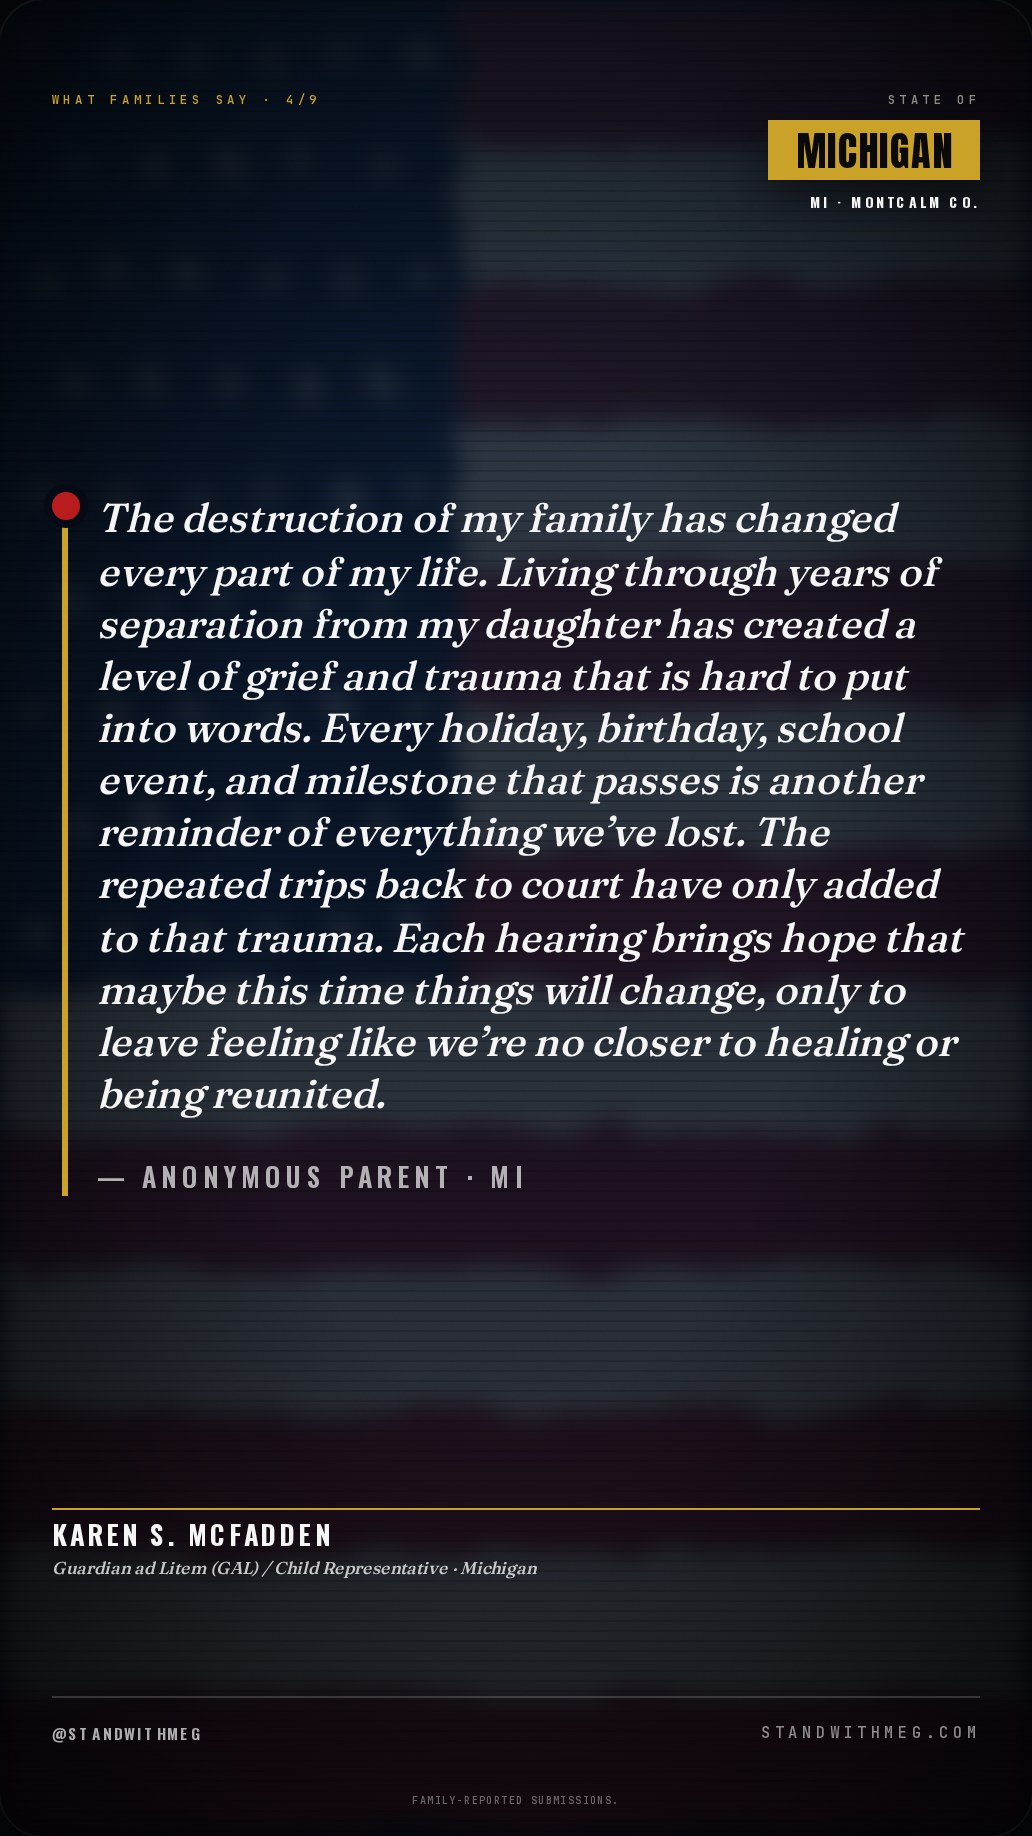 WHAT FAMILIES SAY · 4/9
STATE OF
MICHIGAN
MI · MONTCALM CO.
The destruction of my family has changed
every part of my life. Living through years of
separation from my daughter has created a
level of grief and trauma that is hard to put
into words. Every holiday, birthday, school
event, and milestone that passes is another
reminder of everything we’ve lost. The
repeated trips back to court have only added
to that trauma. Each hearing brings hope that
maybe this time things will change, only to
leave feeling like we’re no closer to healing or
being reunited.
— ANONYMOUS PARENT · MI
KAREN S. MCFADDEN
Guardian ad Litem (GAL) / Child Representative · Michigan
@STANDWITHMEG
STANDWITHMEG.COM
FAMILY-REPORTED SUBMISSIONS.